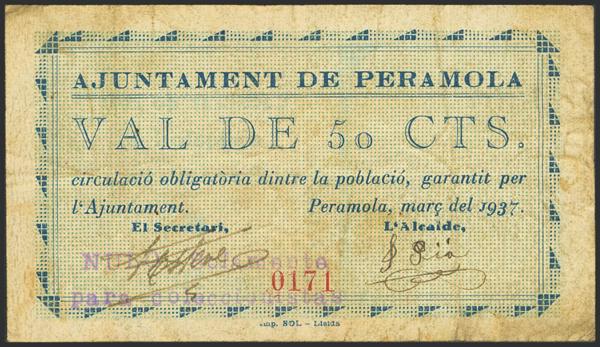 AJUNTAMENT DE PERAMOLA
VAL DE 50 CTS.
circulació obligatòria dintre la població, garantit per
l'Ajuntament. Peramola, març del 1937.
El Secretari, L'Alcalde,
0171
para coleccionistas
Imp. SOL - Lleida